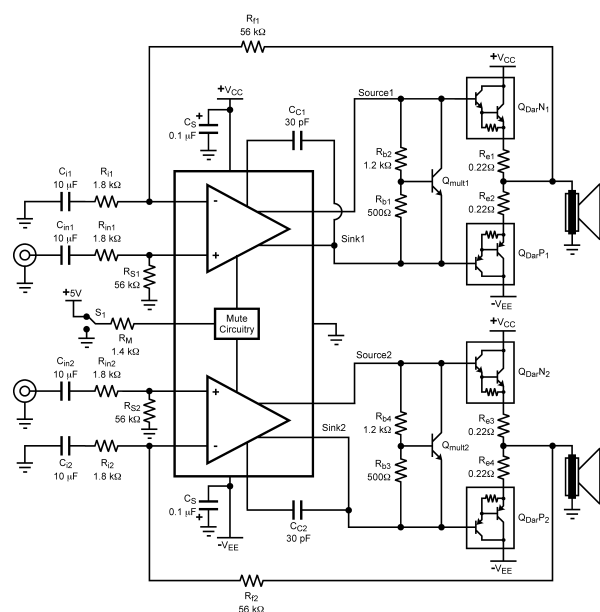 Rf1
56 kΩ
+VCC
+VCC
CS
0.1 µF
+
CC1
30 pF
Source1
QDarN1
Rb2
1.2 kΩ
Qmult1
Re1
0.22Ω
Ci1
10 µF
Ri1
1.8 kΩ
-
Rb1
500Ω
Re2
0.22Ω
Cin1
10 µF
Rin1
1.8 kΩ
+
Sink1
RS1
56 kΩ
QDarP1
+5V
S1
RM
1.4 kΩ
Mute
Circuitry
-VEE
+VCC
Source2
Cin2
10 µF
Rin2
1.8 kΩ
+
QDarN2
RS2
56 kΩ
Rb4
1.2 kΩ
Sink2
Qmult2
Re3
0.22Ω
Ci2
10 µF
Ri2
1.8 kΩ
-
Rb3
500Ω
Re4
0.22Ω
CS
0.1 µF
+
CC2
30 pF
QDarP2
-VEE
-VEE
Rf2
56 kΩ